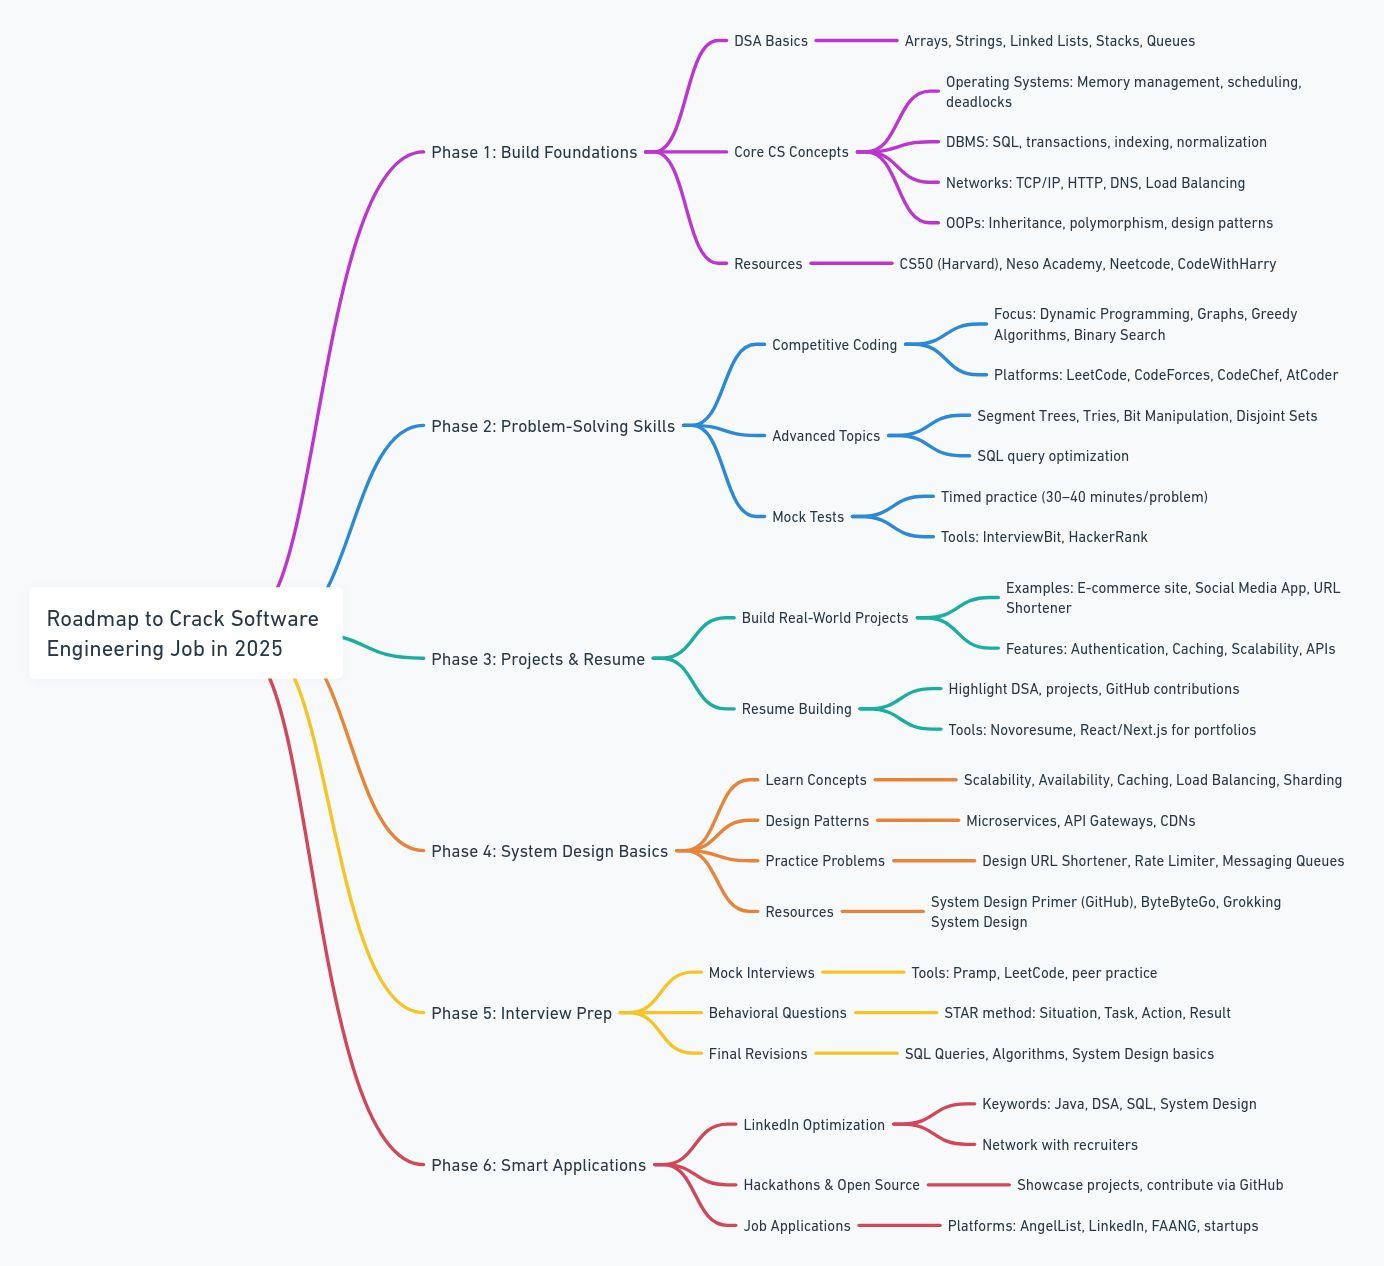 Roadmap to Crack Software
Engineering Job in 2025
Phase 1: Build Foundations
DSA Basics
Arrays, Strings, Linked Lists, Stacks, Queues
Core CS Concepts
Operating Systems: Memory management, scheduling,
deadlocks
DBMS: SQL, transactions, indexing, normalization
Networks: TCP/IP, HTTP, DNS, Load Balancing
OOPs: Inheritance, polymorphism, design patterns
Resources
CS50 (Harvard), Neso Academy, Neetcode, CodeWithHarry
Phase 2: Problem-Solving Skills
Competitive Coding
Focus: Dynamic Programming, Graphs, Greedy
Algorithms, Binary Search
Platforms: LeetCode, CodeForces, CodeChef, AtCoder
Advanced Topics
Segment Trees, Tries, Bit Manipulation, Disjoint Sets
SQL query optimization
Mock Tests
Timed practice (30–40 minutes/problem)
Tools: InterviewBit, HackerRank
Phase 3: Projects & Resume
Build Real-World Projects
Examples: E-commerce site, Social Media App, URL
Shortener
Features: Authentication, Caching, Scalability, APIs
Resume Building
Highlight DSA, projects, GitHub contributions
Tools: Novoresume, React/Next.js for portfolios
Phase 4: System Design Basics
Learn Concepts
Scalability, Availability, Caching, Load Balancing, Sharding
Design Patterns
Microservices, API Gateways, CDNs
Practice Problems
Design URL Shortener, Rate Limiter, Messaging Queues
Resources
System Design Primer (GitHub), ByteByteGo, Grokking
System Design
Phase 5: Interview Prep
Mock Interviews
Tools: Pramp, LeetCode, peer practice
Behavioral Questions
STAR method: Situation, Task, Action, Result
Final Revisions
SQL Queries, Algorithms, System Design basics
Phase 6: Smart Applications
LinkedIn Optimization
Keywords: Java, DSA, SQL, System Design
Network with recruiters
Hackathons & Open Source
Showcase projects, contribute via GitHub
Job Applications
Platforms: AngelList, LinkedIn, FAANG, startups